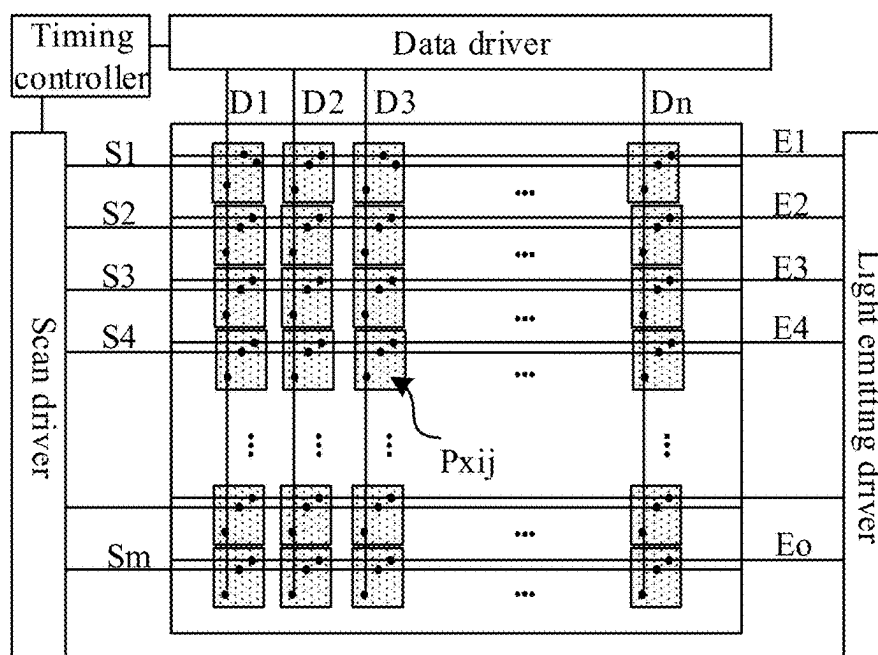 Timing
controller
Data driver
D1 D2 D3 Dn
S1
E1
S2
E2
S3
E3
S4
E4
Scan driver
Light emitting driver
Pxij
Sm
Eo